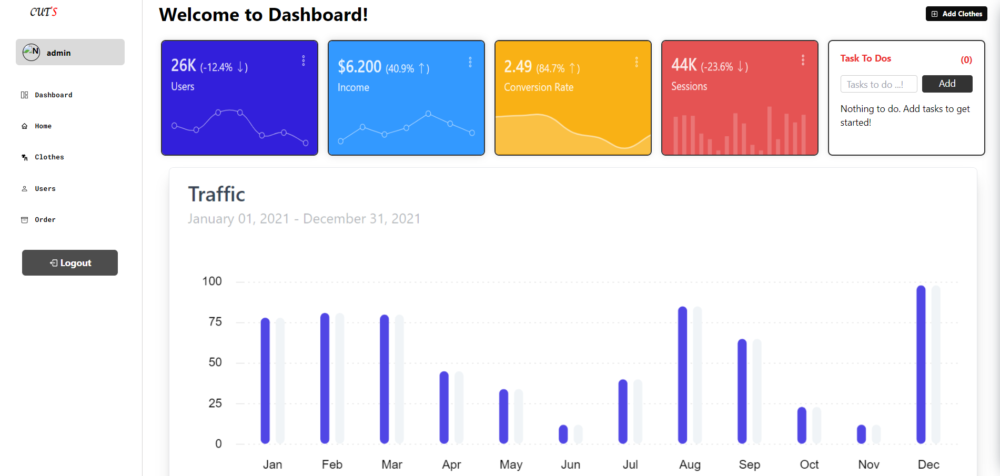 CUT'S
Welcome to Dashboard!
Add Clothes
N
admin
Dashboard
Home
Clothes
Users
Order
Logout
26K (-12.4% ↓)
Users
$6.200 (40.9% ↑)
Income
2.49 (84.7% ↑)
Conversion Rate
44K (-23.6% ↓)
Sessions
Task To Dos (0)
Tasks to do ...! Add
Nothing to do. Add tasks to get
started!
Traffic
January 01, 2021 - December 31, 2021
100
75
50
25
0
Jan Feb Mar Apr May Jun Jul Aug Sep Oct Nov Dec